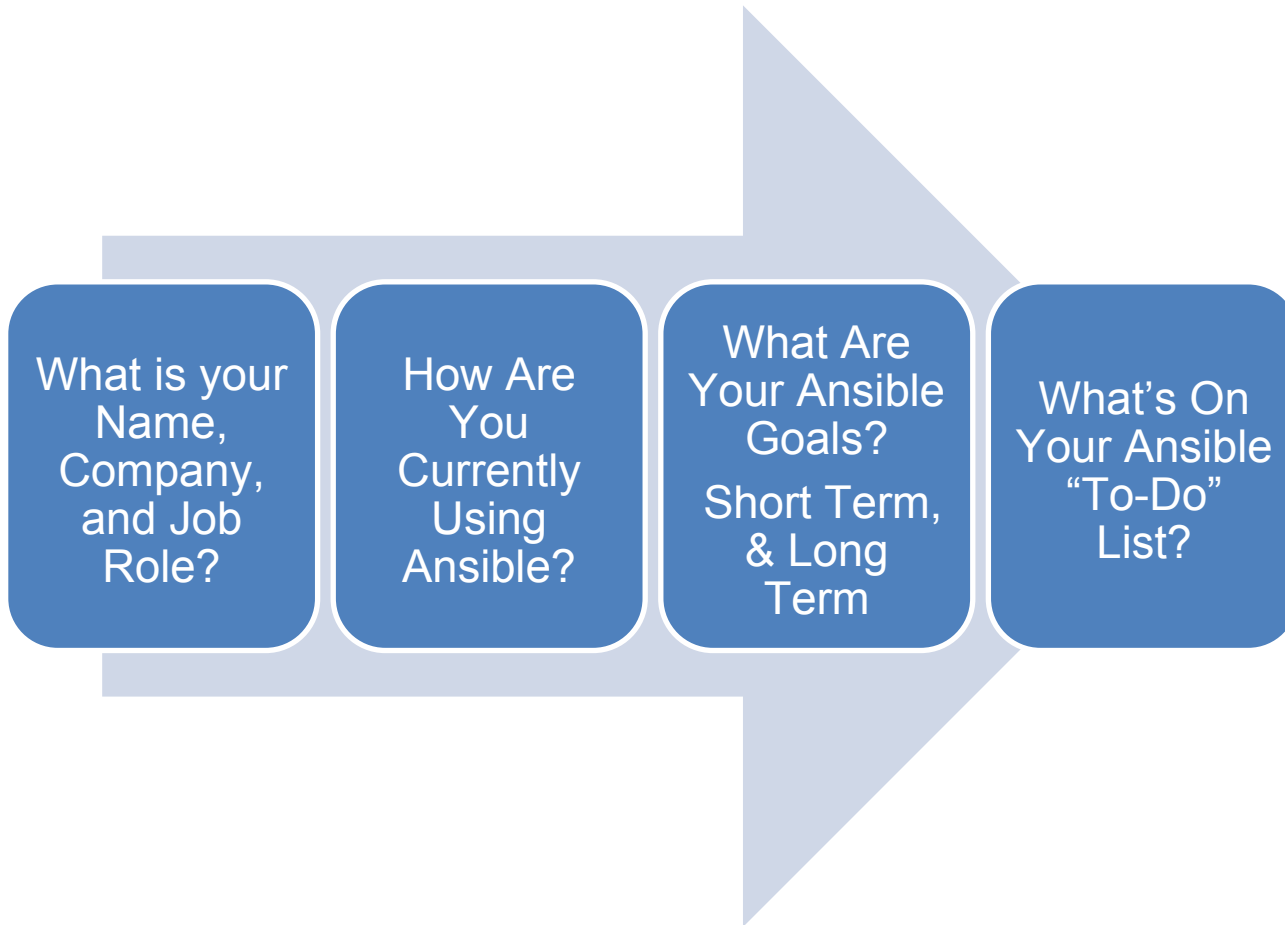 What is your
Name,
Company,
and Job
Role?
How Are
You
Currently
Using
Ansible?
What Are
Your Ansible
Goals?
Short Term,
& Long
Term
What’s On
Your Ansible
“To-Do”
List?